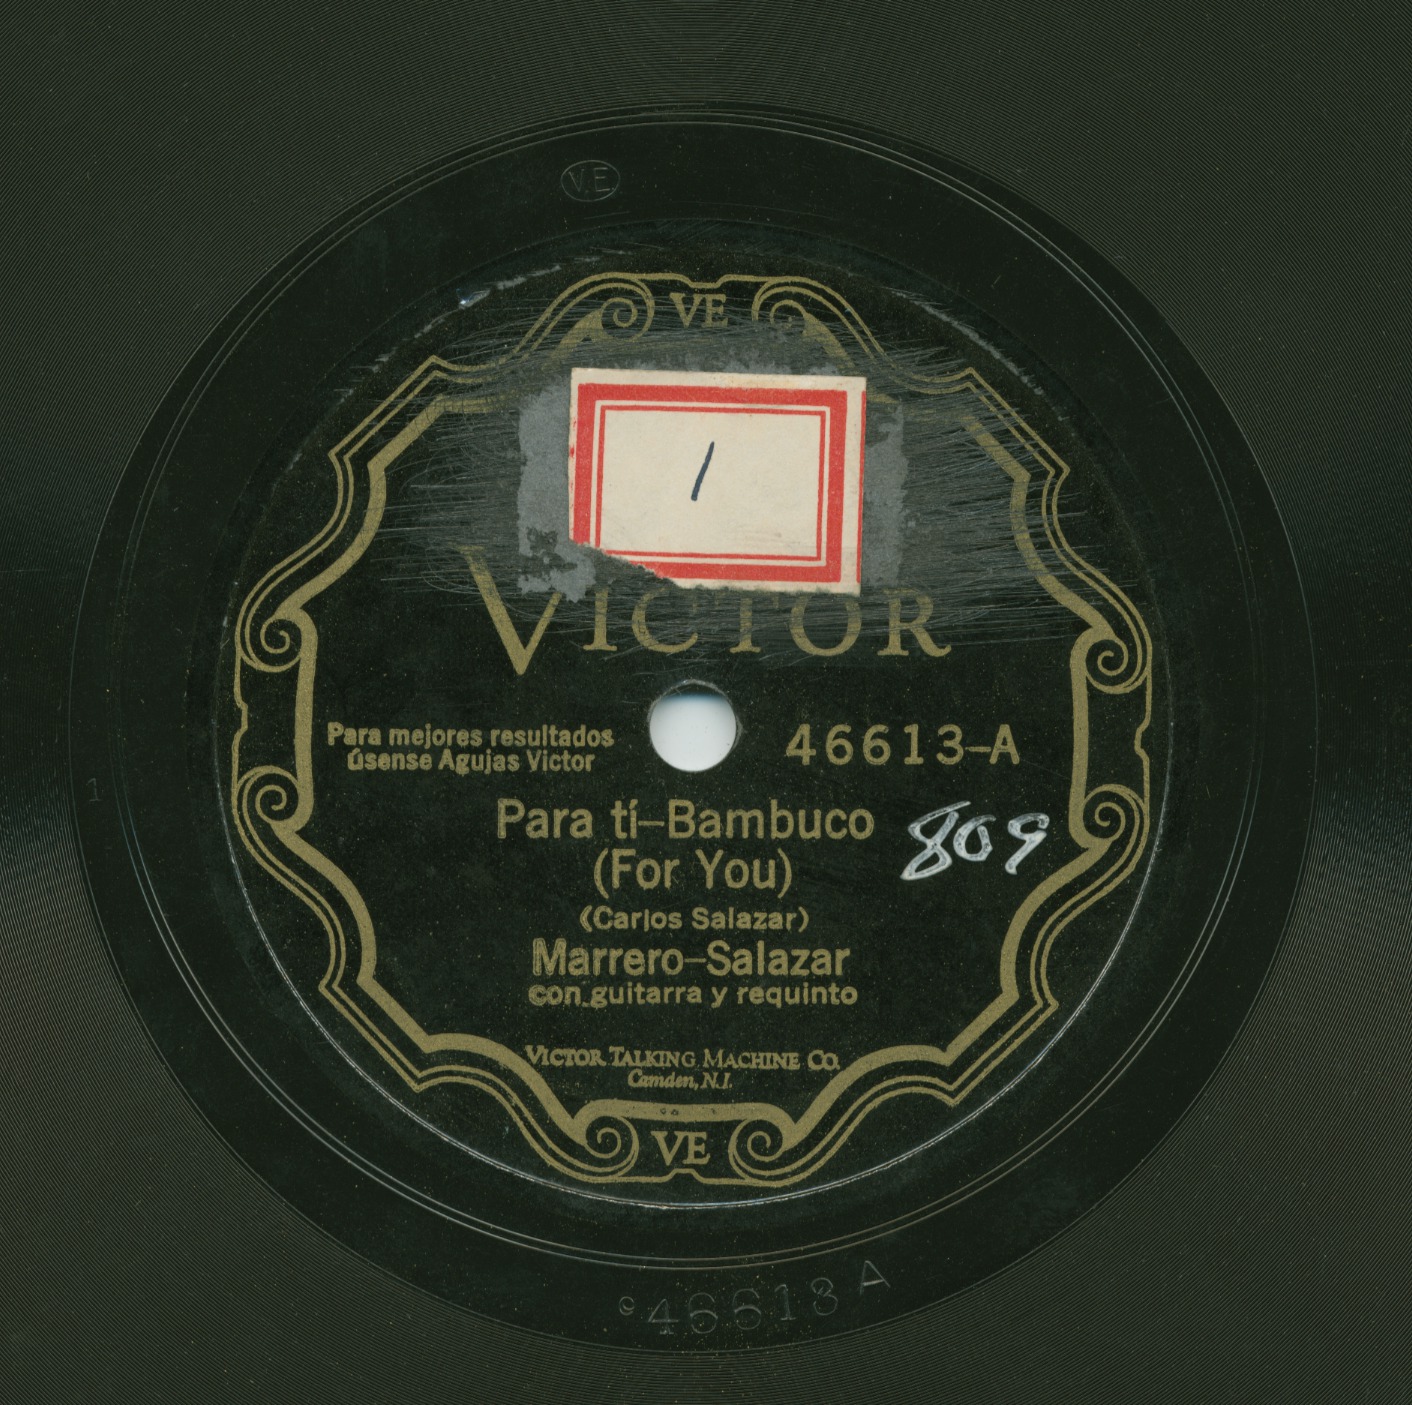 V.E
VE
1
VICTOR
Para mejores resultados
úsense Agujas Victor
46613-A
1
Para tí-Bambuco
809
(For You)
(Carlos Salazar)
Marrero-Salazar
con guitarra y requinto
VICTOR TALKING MACHINE CO.
Camden, N.J.
VE
46613 A